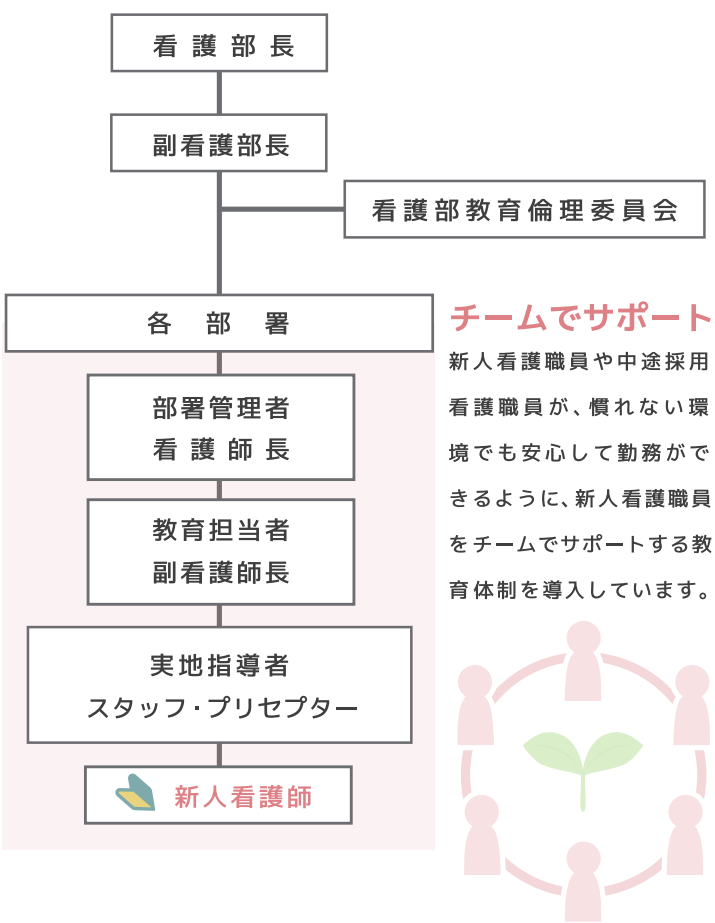 看護部長
副看護部長
看護部教育倫理委員会
各部署
部署管理者
看護師長
教育担当者
副看護師長
実地指導者
スタッフ・プリセプター
新人看護師
チームでサポート
新人看護職員や中途採用
看護職員が、慣れない環
境でも安心して勤務がで
きるように、新人看護職員
をチームでサポートする教
育体制を導入しています。